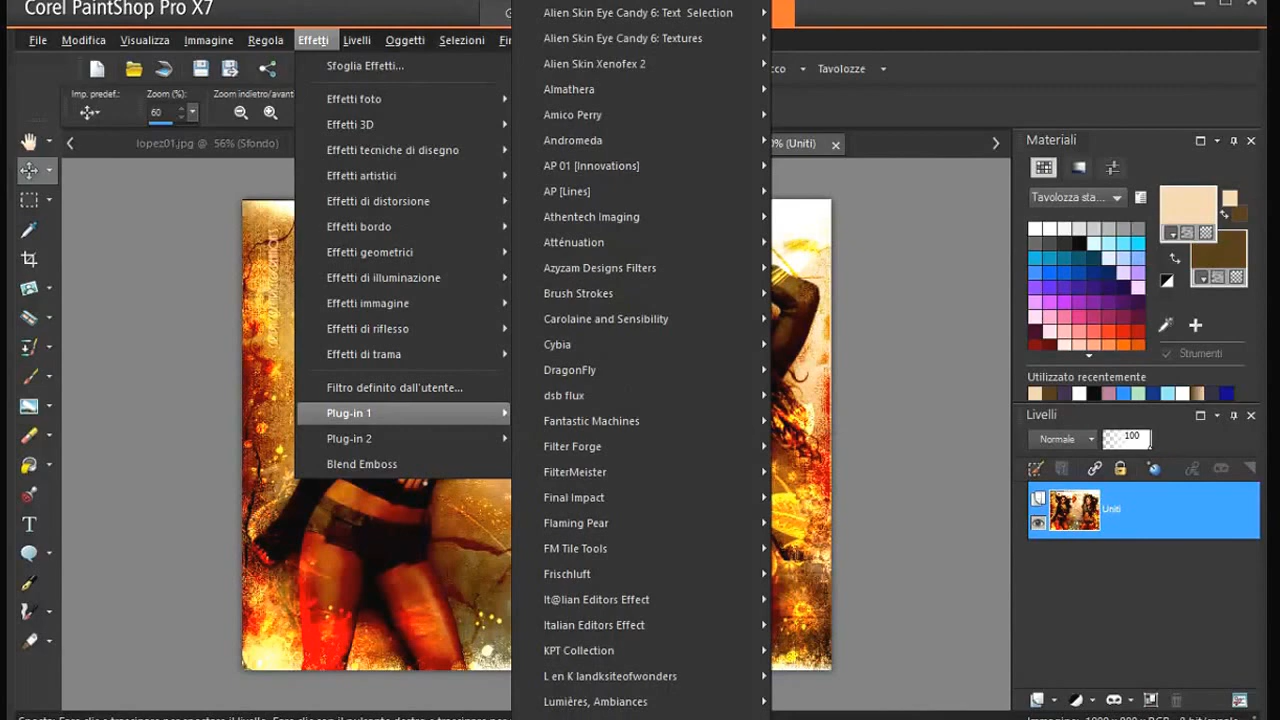 Corel PaintShop Pro X7
File Modifica Visualizza Immagine Regola Effetti Livelli Oggetti Selezioni
Tavolozze
Imp. predef.: Zoom (%): Zoom indietro/avant
60
lopez01.jpg @ 56% (Sfondo)
0% (Uniti)
Sfoglia Effetti...
Effetti foto
Effetti 3D
Effetti tecniche di disegno
Effetti artistici
Effetti di distorsione
Effetti bordo
Effetti geometrici
Effetti di illuminazione
Effetti immagine
Effetti di riflesso
Effetti di trama
Filtro definito dall'utente...
Plug-in 1
Plug-in 2
Blend Emboss
Alien Skin Eye Candy 6: Text Selection
Alien Skin Eye Candy 6: Textures
Alien Skin Xenofex 2
Almathera
Amico Perry
Andromeda
AP 01 [Innovations]
AP [Lines]
Athentech Imaging
Atténuation
Azyzam Designs Filters
Brush Strokes
Carolaine and Sensibility
Cybia
DragonFly
dsb flux
Fantastic Machines
Filter Forge
FilterMeister
Final Impact
Flaming Pear
FM Tile Tools
Frischluft
It@lian Editors Effect
Italian Editors Effect
KPT Collection
L en K landksiteofwonders
Lumières, Ambiances
Materiali
Tavolozza sta...
Strumenti
Utilizzato recentemente
Livelli
Normale 100
Uniti